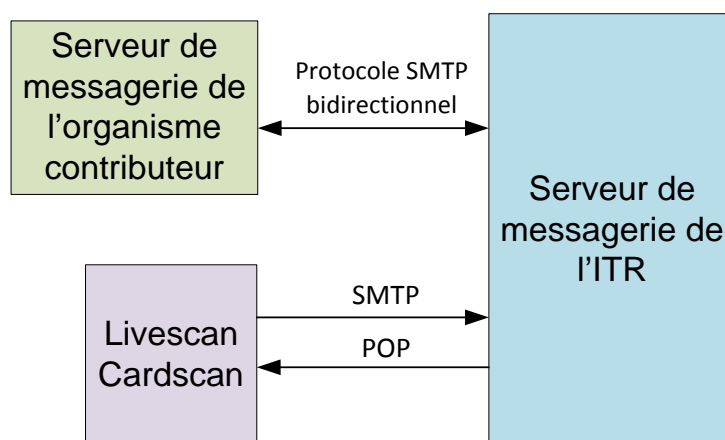 Serveur de
messagerie de
l'organisme
contributeur
Protocole SMTP
bidirectionnel
Serveur de
messagerie de
l'ITR
Livescan
Cardscan
SMTP
POP